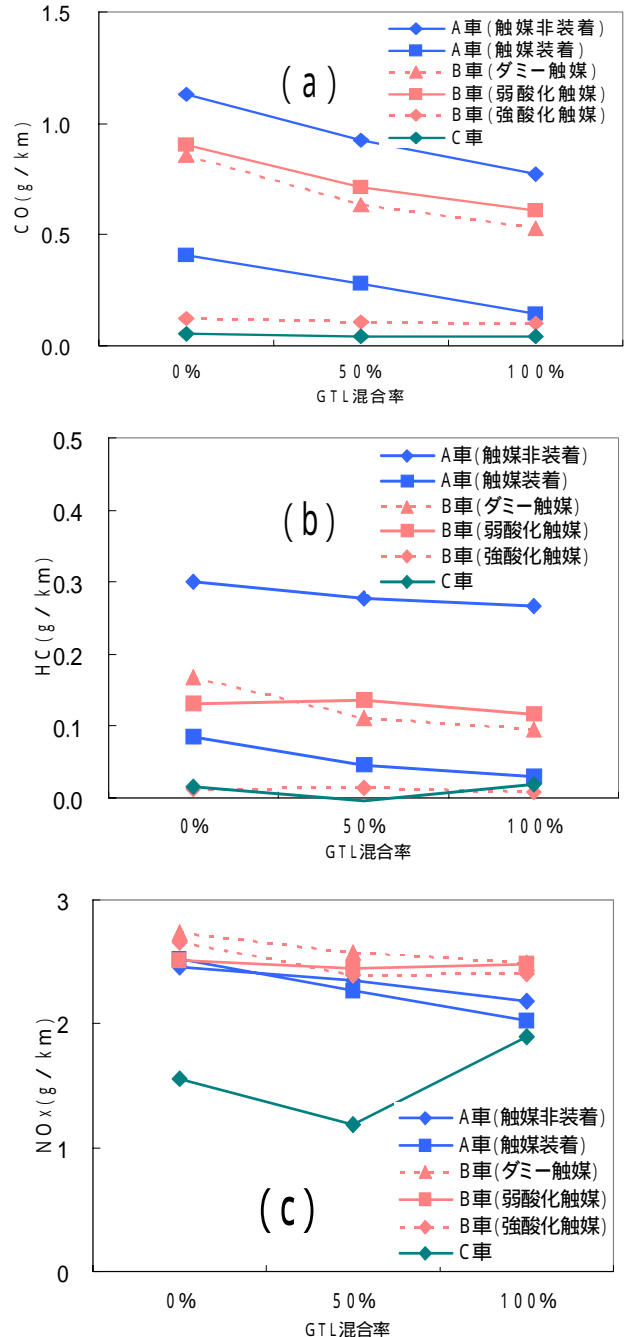 1.5
1.0
0.5
0.0
CO(g/km)
(a)
A車(触媒非装着)
A車(触媒装着)
B車(ダミー触媒)
B車(弱酸化触媒)
B車(強酸化触媒)
C車
0% 50% 100%
GTL混合率
0.5
0.4
0.3
0.2
0.1
0.0
HC(g/km)
(b)
A車(触媒非装着)
A車(触媒装着)
B車(ダミー触媒)
B車(弱酸化触媒)
B車(強酸化触媒)
C車
0% 50% 100%
GTL混合率
3
2
1
0
NOx(g/km)
(c)
A車(触媒非装着)
A車(触媒装着)
B車(ダミー触媒)
B車(弱酸化触媒)
B車(強酸化触媒)
C車
0% 50% 100%
GTL混合率